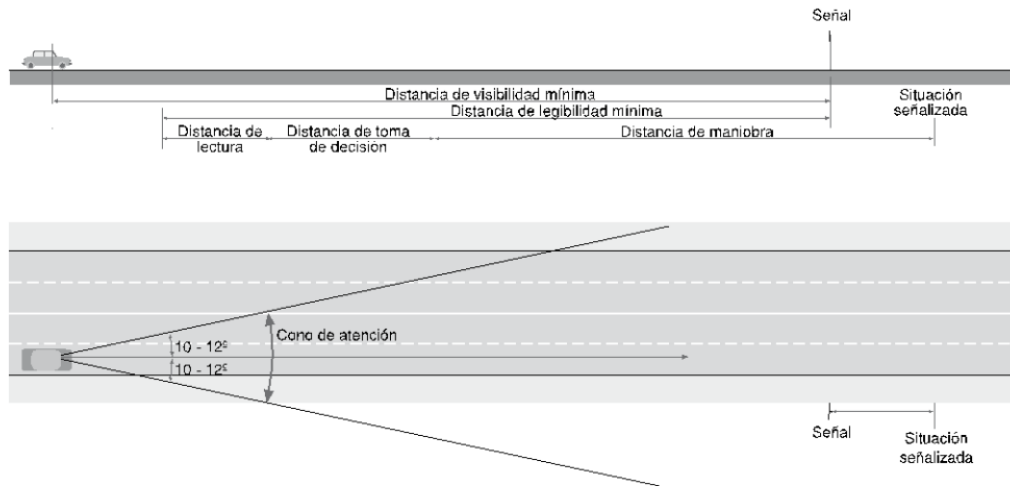 Señal
Distancia de visibilidad mínima
Distancia de legibilidad mínima
Situación
señalizada
Distancia de
lectura
Distancia de toma
de decisión
Distancia de maniobra
Cono de atención
10 - 12º
10 - 12º
Señal
Situación
señalizada